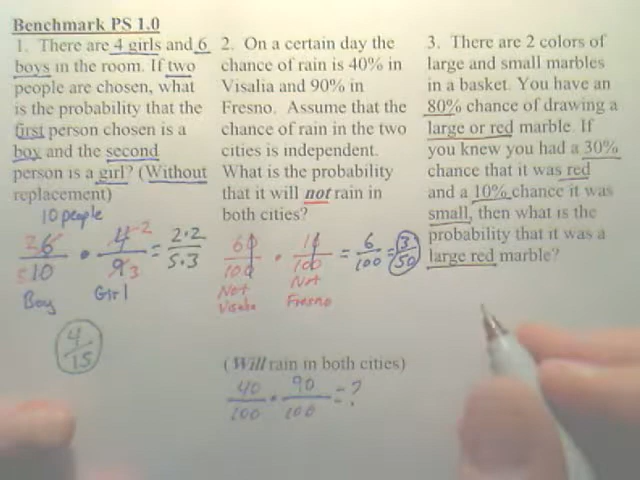 Benchmark PS 1.0
1. There are 4 girls and 6
boys in the room. If two
people are chosen, what
is the probability that the
first person chosen is a
boy and the second
person is a girl? (Without
replacement)
10 people
2 6 / 5 10 • 4 2 / 9 3 = 2·2 / 5·3
Boy Girl
4/15
2. On a certain day the
chance of rain is 40% in
Visalia and 90% in
Fresno. Assume that the
chance of rain in the two
cities is independent.
What is the probability
that it will not rain in
both cities?
60/100 • 10/100 = 6/100 = 3/50
Not Not
Visalia Fresno
(Will rain in both cities)
40/100 • 90/100 = ?
3. There are 2 colors of
large and small marbles
in a basket. You have an
80% chance of drawing a
large or red marble. If
you knew you had a 30%
chance that it was red
and a 10% chance it was
small, then what is the
probability that it was a
large red marble?